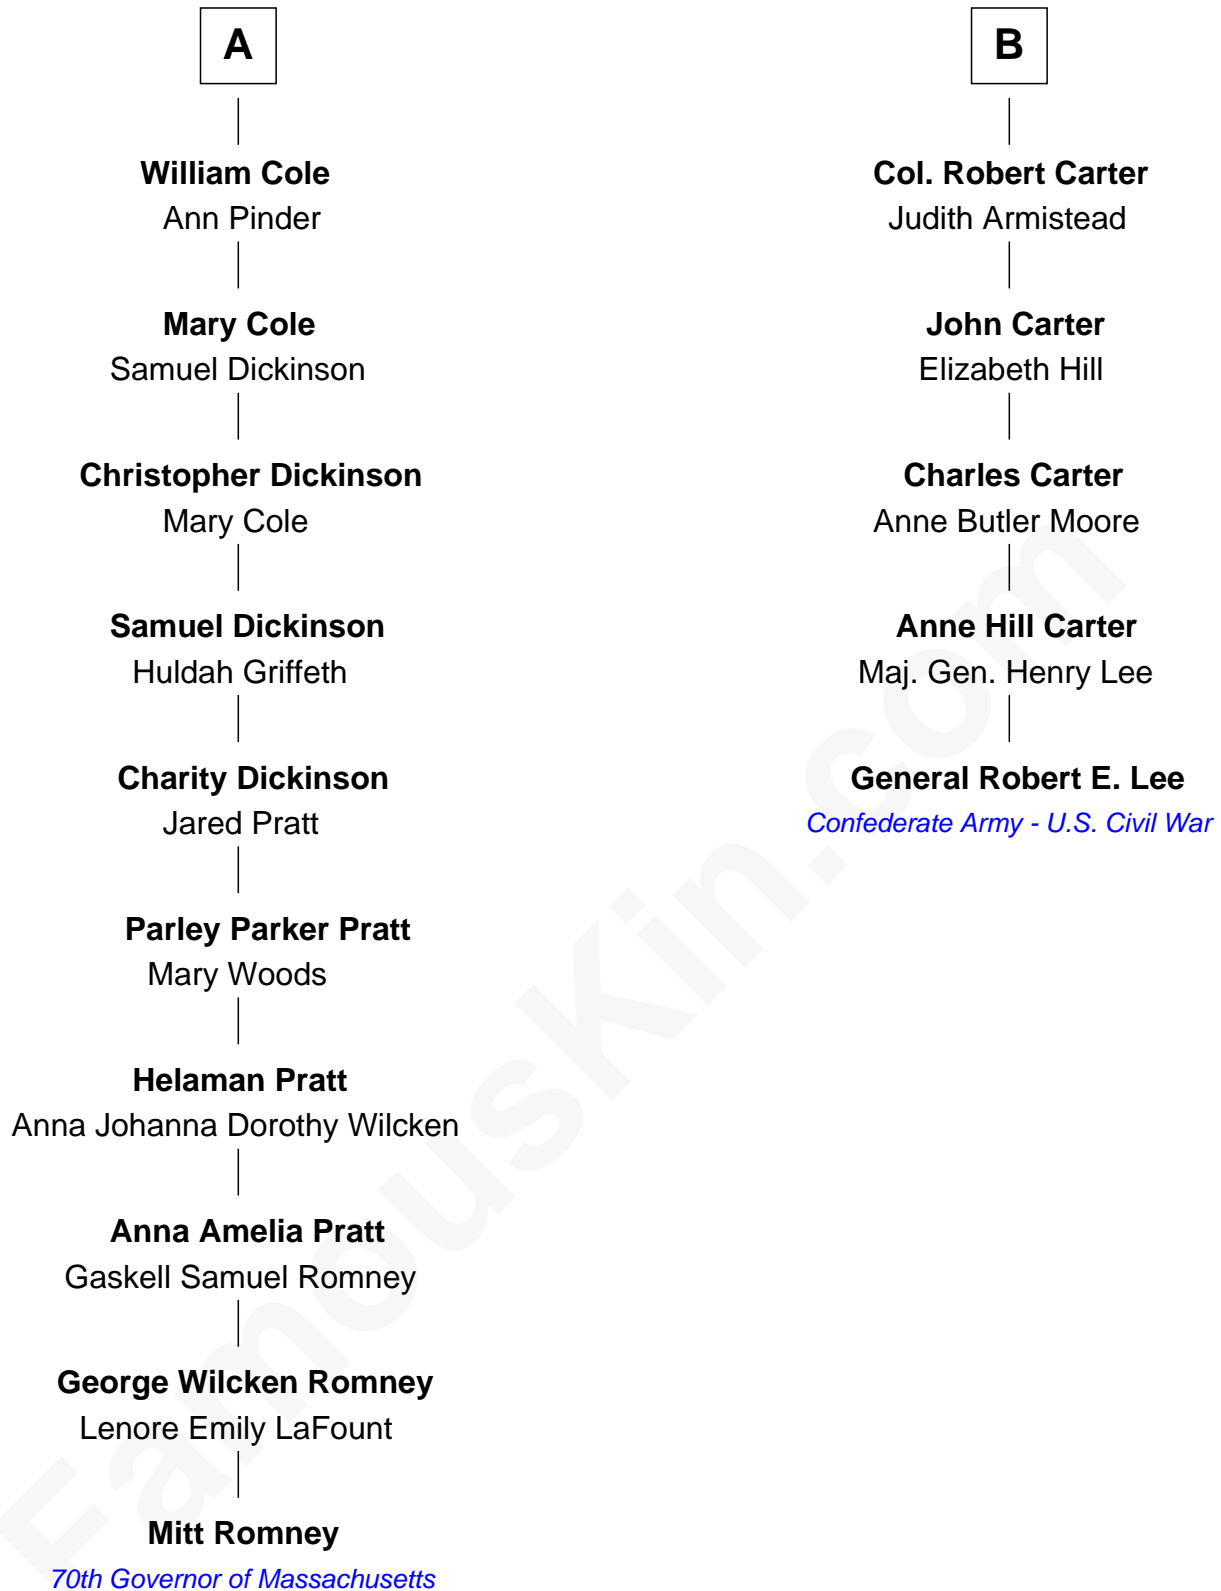 A
William Cole
Ann Pinder
Mary Cole
Samuel Dickinson
Christopher Dickinson
Mary Cole
Samuel Dickinson
Huldah Griffeth
Charity Dickinson
Jared Pratt
Parley Parker Pratt
Mary Woods
Helaman Pratt
Anna Johanna Dorothy Wilcken
Anna Amelia Pratt
Gaskell Samuel Romney
George Wilcken Romney
Lenore Emily LaFount
Mitt Romney
70th Governor of Massachusetts
B
Col. Robert Carter
Judith Armistead
John Carter
Elizabeth Hill
Charles Carter
Anne Butler Moore
Anne Hill Carter
Maj. Gen. Henry Lee
General Robert E. Lee
Confederate Army - U.S. Civil War
FamousKin.com